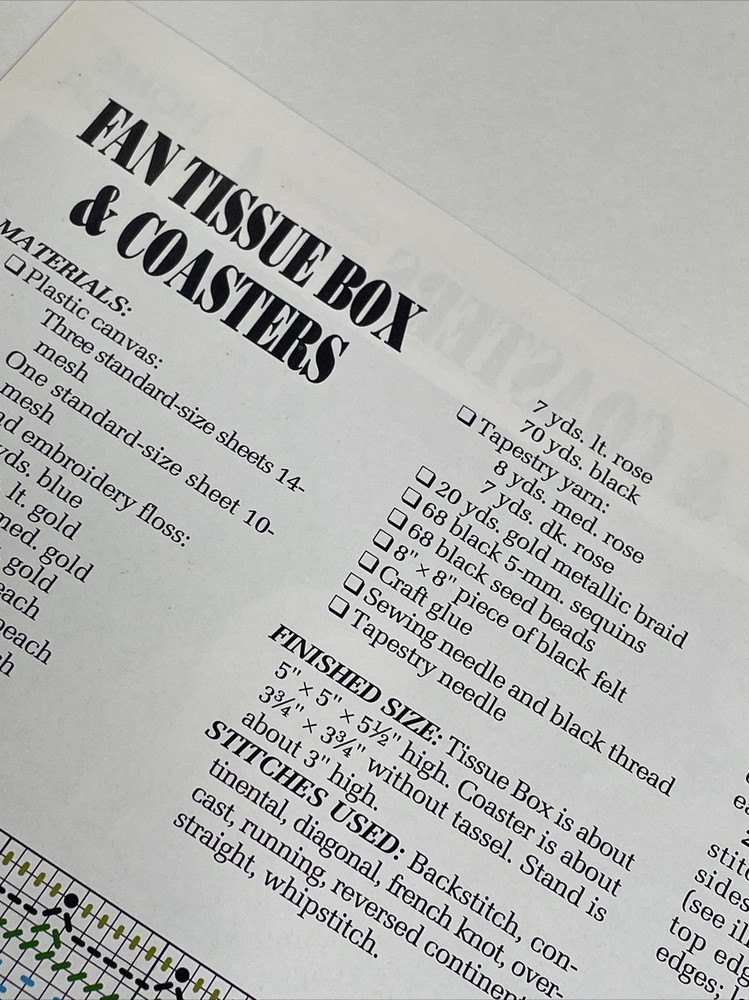 FAN TISSUE BOX
& COASTERS
MATERIALS:
❑ Plastic canvas:
Three standard-size sheets 14-
mesh
One standard-size sheet 10-
mesh
embroidery floss:
yds. blue
lt. gold
med. gold
gold
peach
7 yds. lt. rose
70 yds. black
❑ Tapestry yarn:
8 yds. med. rose
7 yds. dk. rose
❑ 20 yds. gold metallic braid
❑ 68 black 5-mm. sequins
❑ 68 black seed beads
❑ 8" × 8" piece of black felt
❑ Craft glue
❑ Sewing needle and black thread
❑ Tapestry needle
FINISHED SIZE: Tissue Box is about
5" × 5" × 5½" high. Coaster is about
3¾" × 3¾" without tassel. Stand is
about 3" high.
STITCHES USED: Backstitch, con-
tinental, diagonal, french knot, over-
cast, running, reversed continen
straight, whipstitch.
sides
(see
top edg
edges;